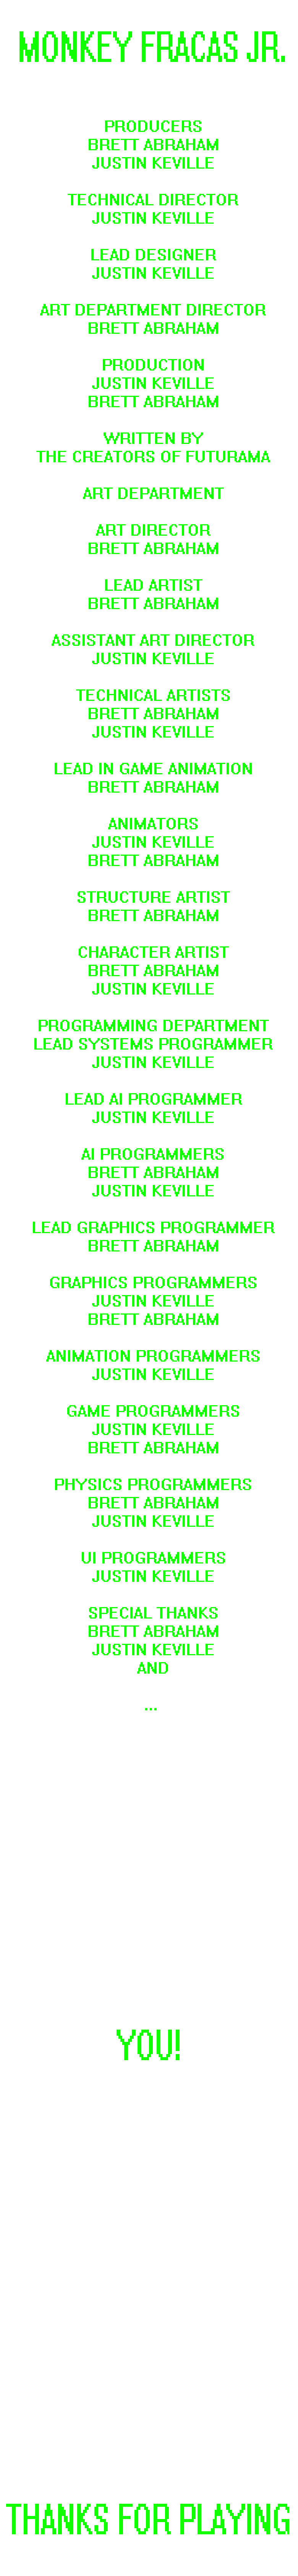 MONKEY FRACAS JR.
PRODUCERS
BRETT ABRAHAM
JUSTIN KEVILLE
TECHNICAL DIRECTOR
JUSTIN KEVILLE
LEAD DESIGNER
JUSTIN KEVILLE
ART DEPARTMENT DIRECTOR
BRETT ABRAHAM
PRODUCTION
JUSTIN KEVILLE
BRETT ABRAHAM
WRITTEN BY
THE CREATORS OF FUTURAMA
ART DEPARTMENT
ART DIRECTOR
BRETT ABRAHAM
LEAD ARTIST
BRETT ABRAHAM
ASSISTANT ART DIRECTOR
JUSTIN KEVILLE
TECHNICAL ARTISTS
BRETT ABRAHAM
JUSTIN KEVILLE
LEAD IN GAME ANIMATION
BRETT ABRAHAM
ANIMATORS
JUSTIN KEVILLE
BRETT ABRAHAM
STRUCTURE ARTIST
BRETT ABRAHAM
CHARACTER ARTIST
BRETT ABRAHAM
JUSTIN KEVILLE
PROGRAMMING DEPARTMENT
LEAD SYSTEMS PROGRAMMER
JUSTIN KEVILLE
LEAD AI PROGRAMMER
JUSTIN KEVILLE
AI PROGRAMMERS
BRETT ABRAHAM
JUSTIN KEVILLE
LEAD GRAPHICS PROGRAMMER
BRETT ABRAHAM
GRAPHICS PROGRAMMERS
JUSTIN KEVILLE
BRETT ABRAHAM
ANIMATION PROGRAMMERS
JUSTIN KEVILLE
GAME PROGRAMMERS
JUSTIN KEVILLE
BRETT ABRAHAM
PHYSICS PROGRAMMERS
BRETT ABRAHAM
JUSTIN KEVILLE
UI PROGRAMMERS
JUSTIN KEVILLE
SPECIAL THANKS
BRETT ABRAHAM
JUSTIN KEVILLE
AND
...
YOU!
THANKS FOR PLAYING